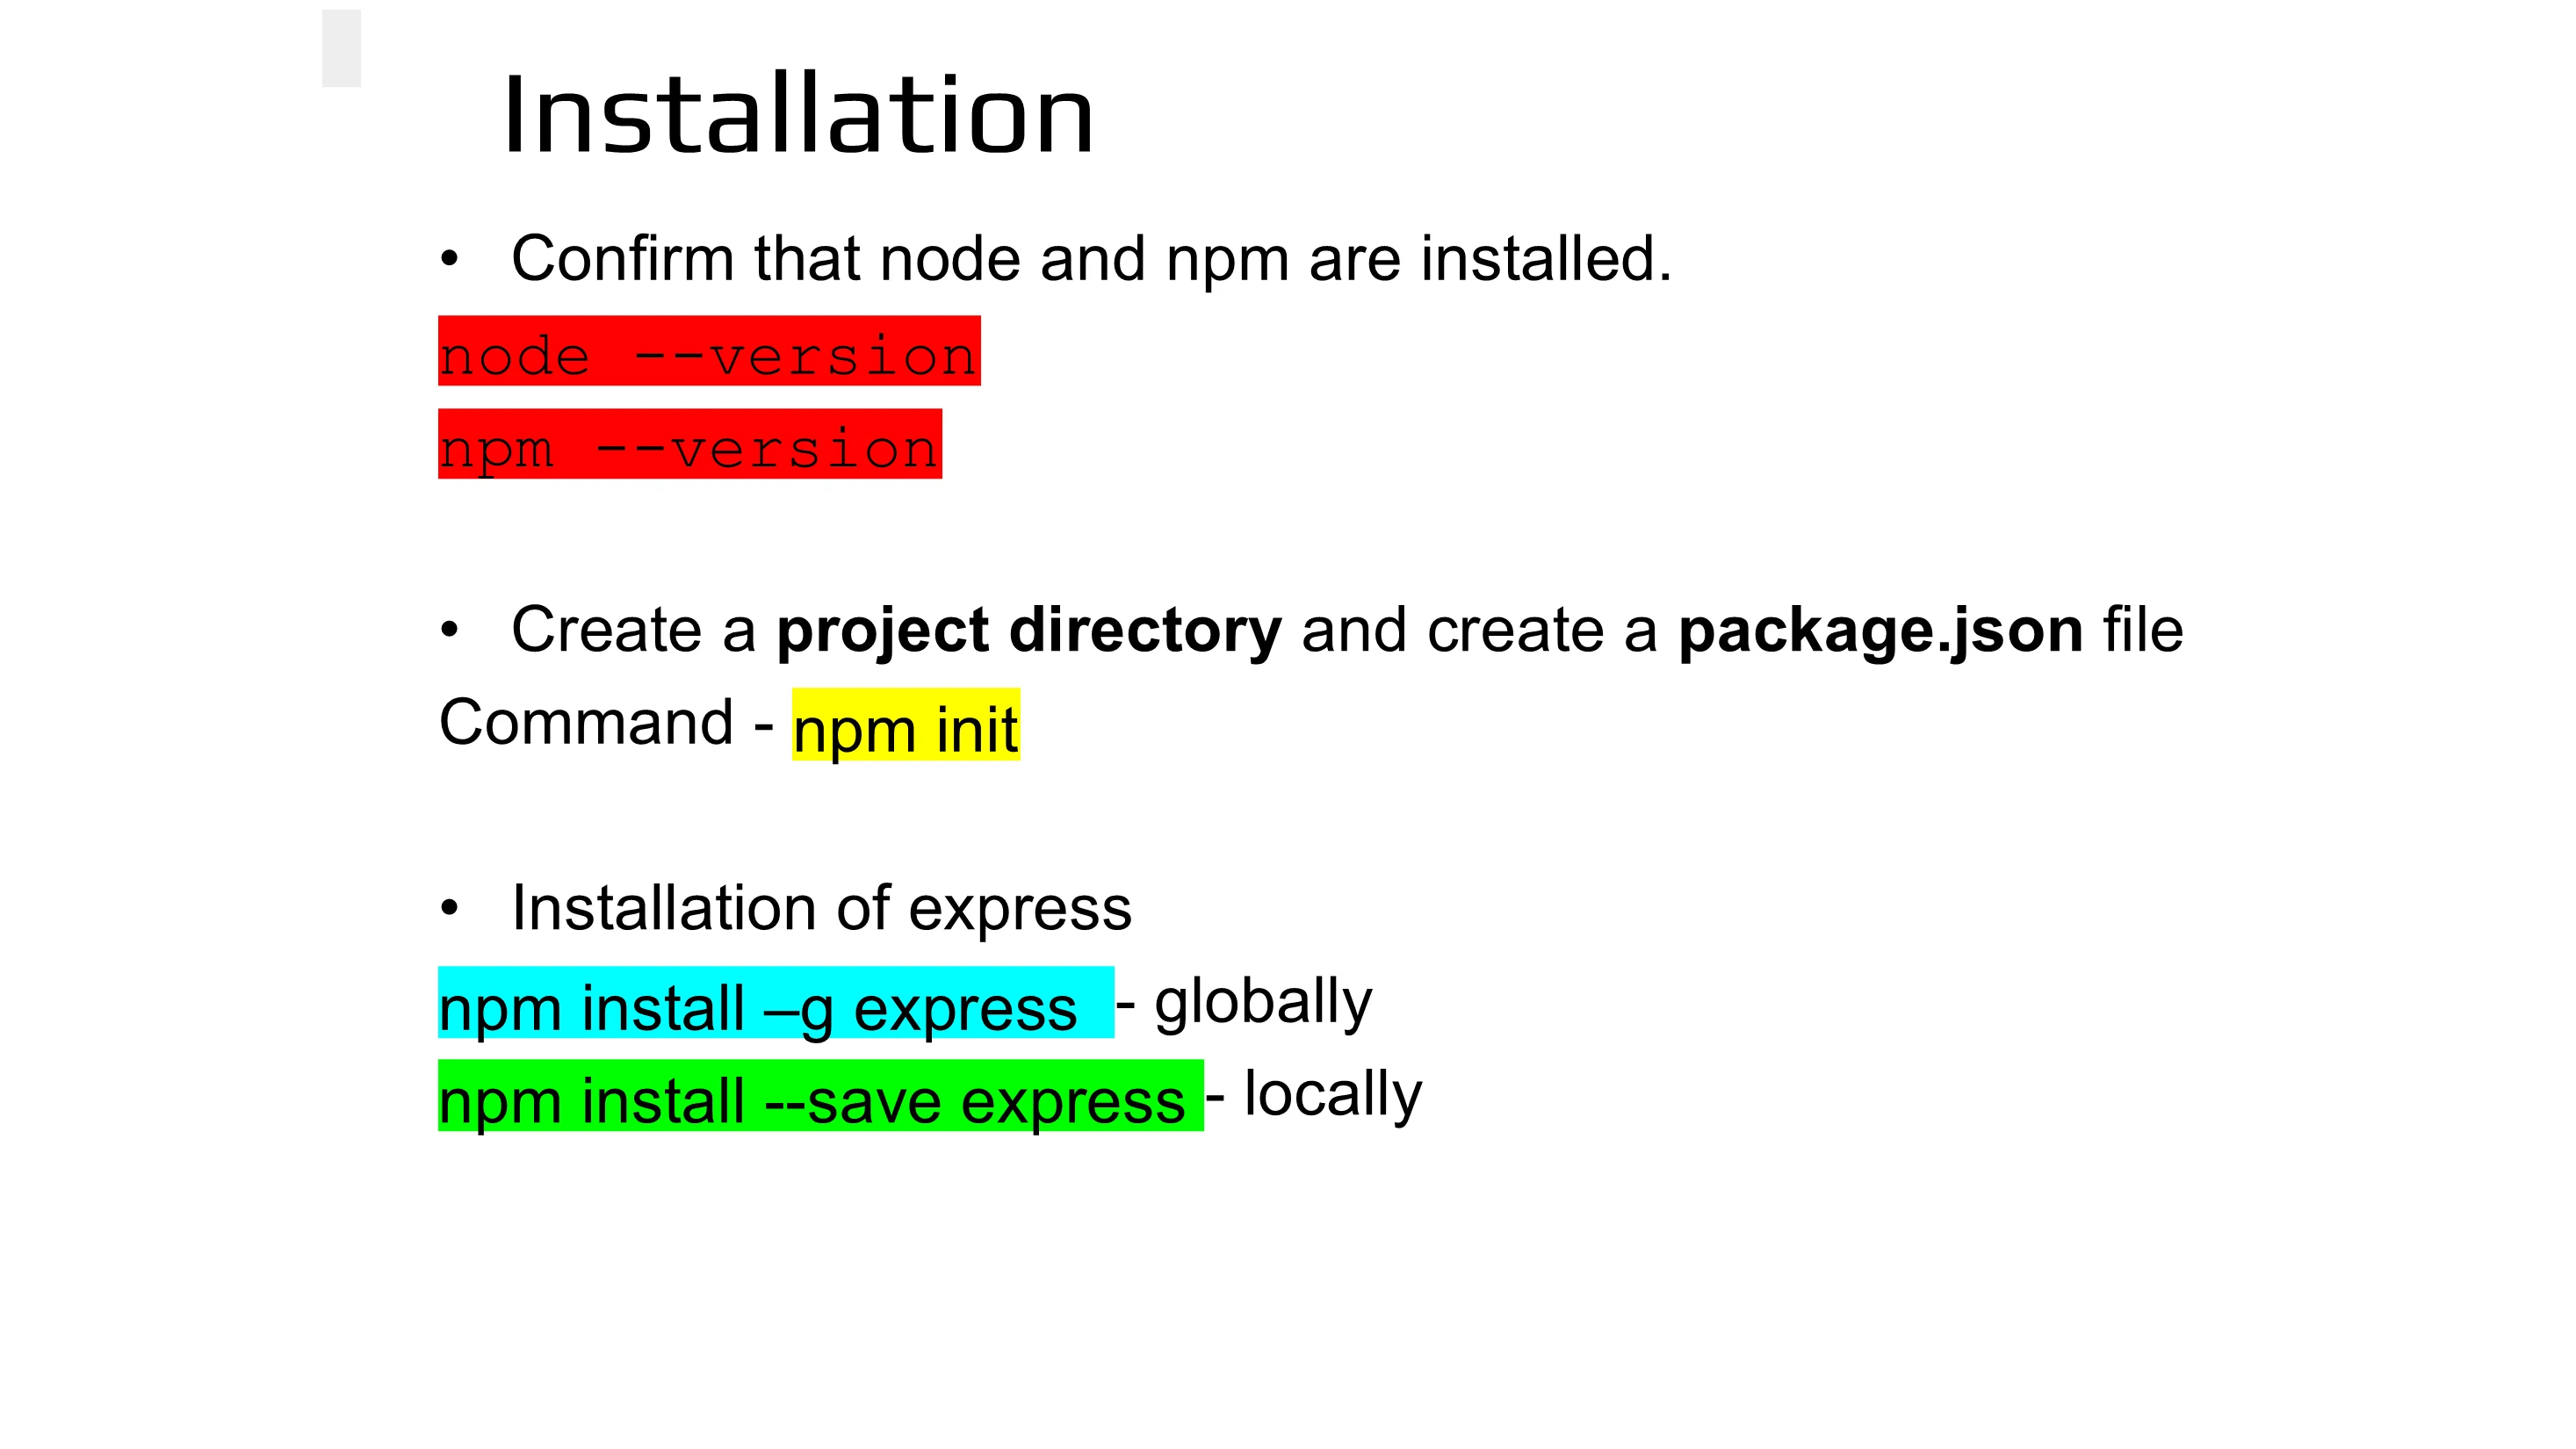 Installation
• Confirm that node and npm are installed.
node --version
npm --version
• Create a project directory and create a package.json file
Command - npm init
• Installation of express
npm install –g express - globally
npm install --save express - locally